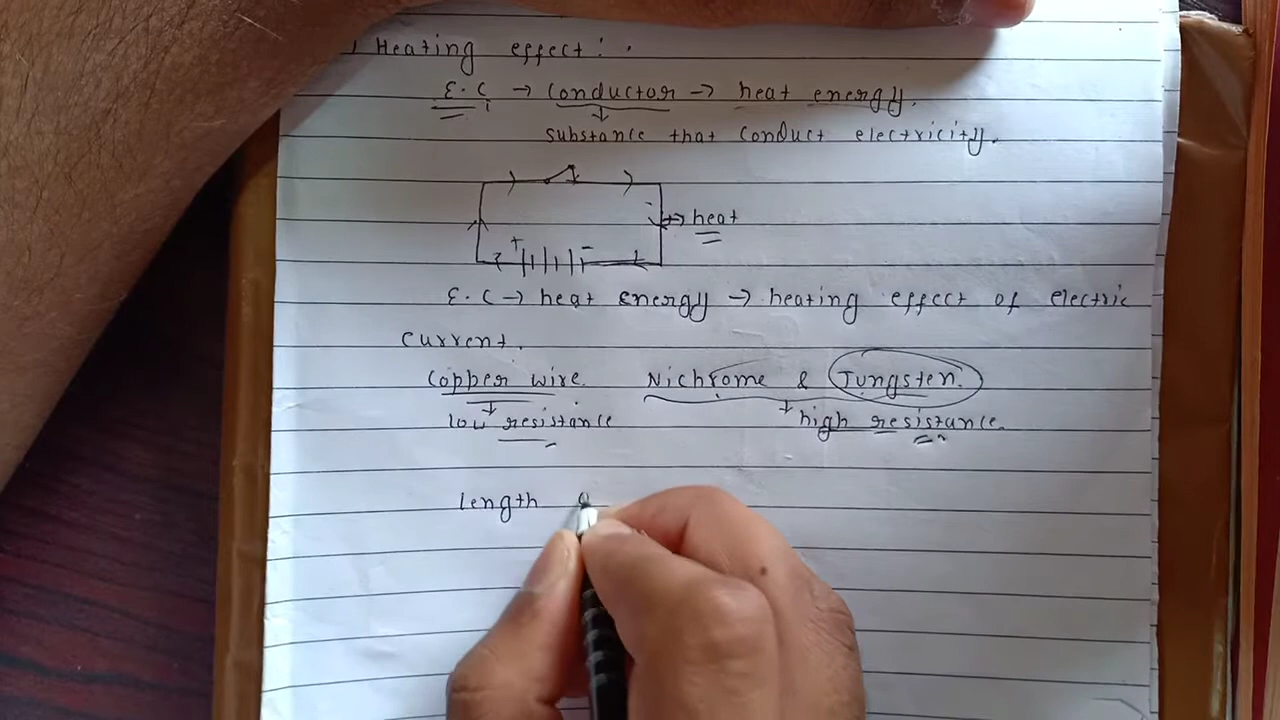 Heating effect:
E.C → Conductor → heat energy.
substance that conduct electricity.
→ heat
+ -
E.C → heat energy → heating effect of electric
current.
Copper wire. Nichrome & Tungsten.
low resistance high resistance.
length